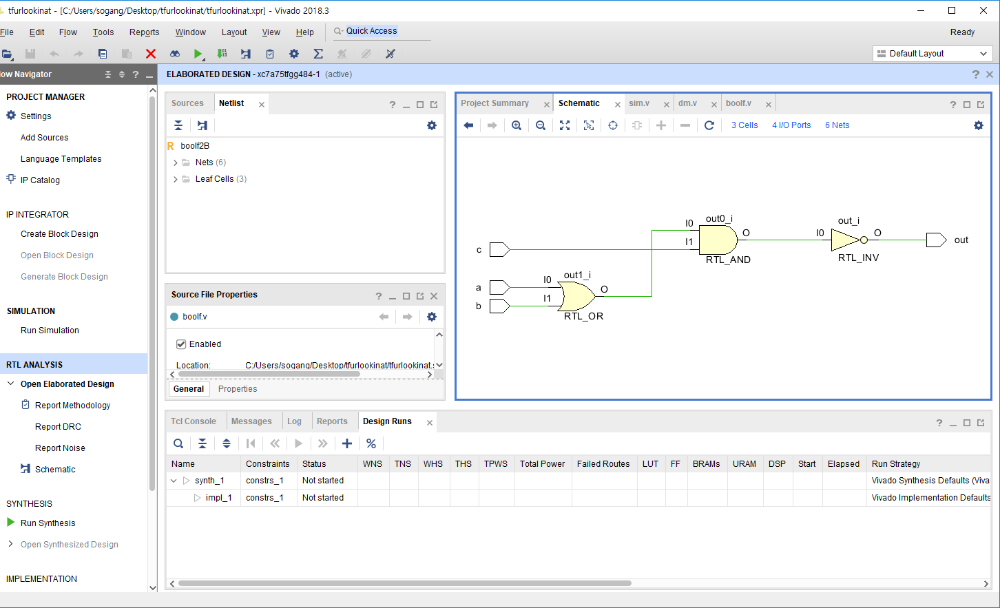 tfurlookinat - [C:/Users/sogang/Desktop/tfurlookinat/tfurlookinat.xpr] - Vivado 2018.3
File Edit Flow Tools Reports Window Layout View Help Quick Access
Ready
Default Layout
ow Navigator
PROJECT MANAGER
Settings
Add Sources
Language Templates
IP Catalog
IP INTEGRATOR
Create Block Design
Open Block Design
Generate Block Design
SIMULATION
Run Simulation
RTL ANALYSIS
Open Elaborated Design
Report Methodology
Report DRC
Report Noise
Schematic
SYNTHESIS
Run Synthesis
Open Synthesized Design
IMPLEMENTATION
ELABORATED DESIGN - xc7a75tfgg484-1 (active)
Sources Netlist
boolf2B
Nets (6)
Leaf Cells (3)
Source File Properties
boolf.v
Enabled
Location: C:/Users/sogang/Desktop/tfurlookinat/tfurlookinat.s
General Properties
Project Summary Schematic sim.v dm.v boolf.v
3 Cells 4 I/O Ports 6 Nets
out0_i
I0
I1
O
RTL_AND
out_i
I0
O
RTL_INV
out
c
a
b
out1_i
I0
I1
O
RTL_OR
Tcl Console Messages Log Reports Design Runs
Name Constraints Status WNS TNS WHS THS TPWS Total Power Failed Routes LUT FF BRAMs URAM DSP Start Elapsed Run Strategy
synth_1 constrs_1 Not started Vivado Synthesis Defaults (Viva
impl_1 constrs_1 Not started Vivado Implementation Defaults